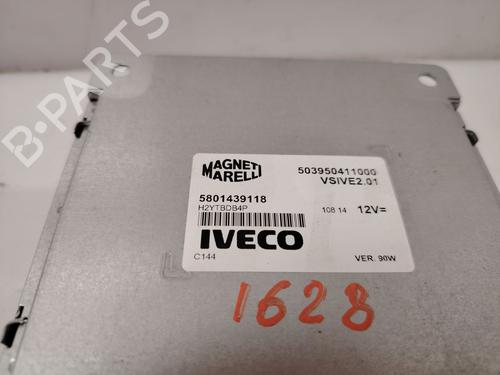 B-PARTS
MAGNETI
MARELLI
503950411000
VSIVE2.01
5801439118
H2YTBDB4P
108 14 12V=
IVECO
C144
VER. 90W
1628